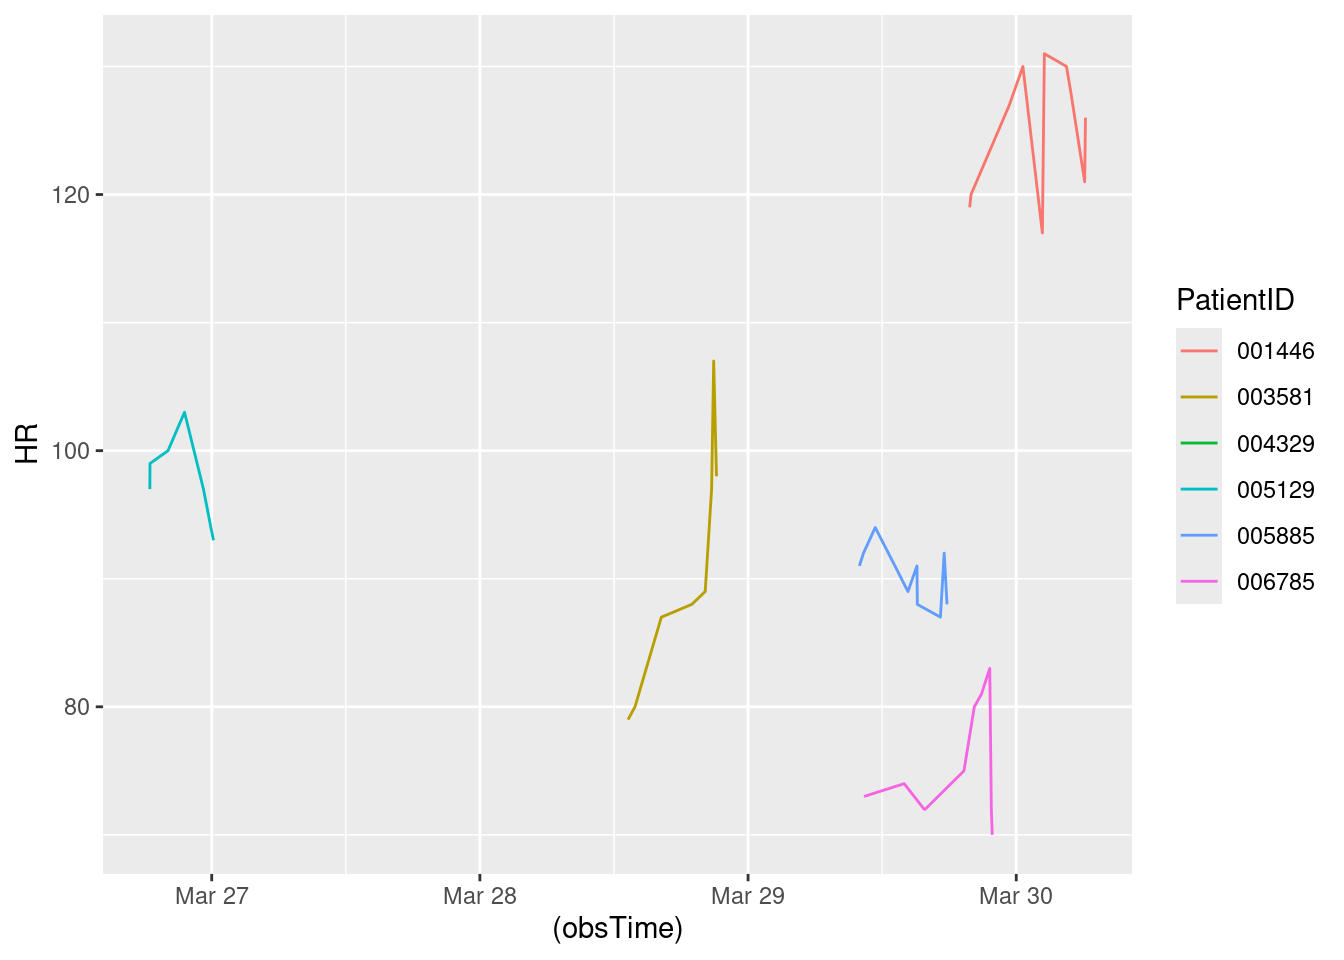 120
100
80
HR
Mar 27
Mar 28
Mar 29
Mar 30
(obsTime)
PatientID
001446
003581
004329
005129
005885
006785